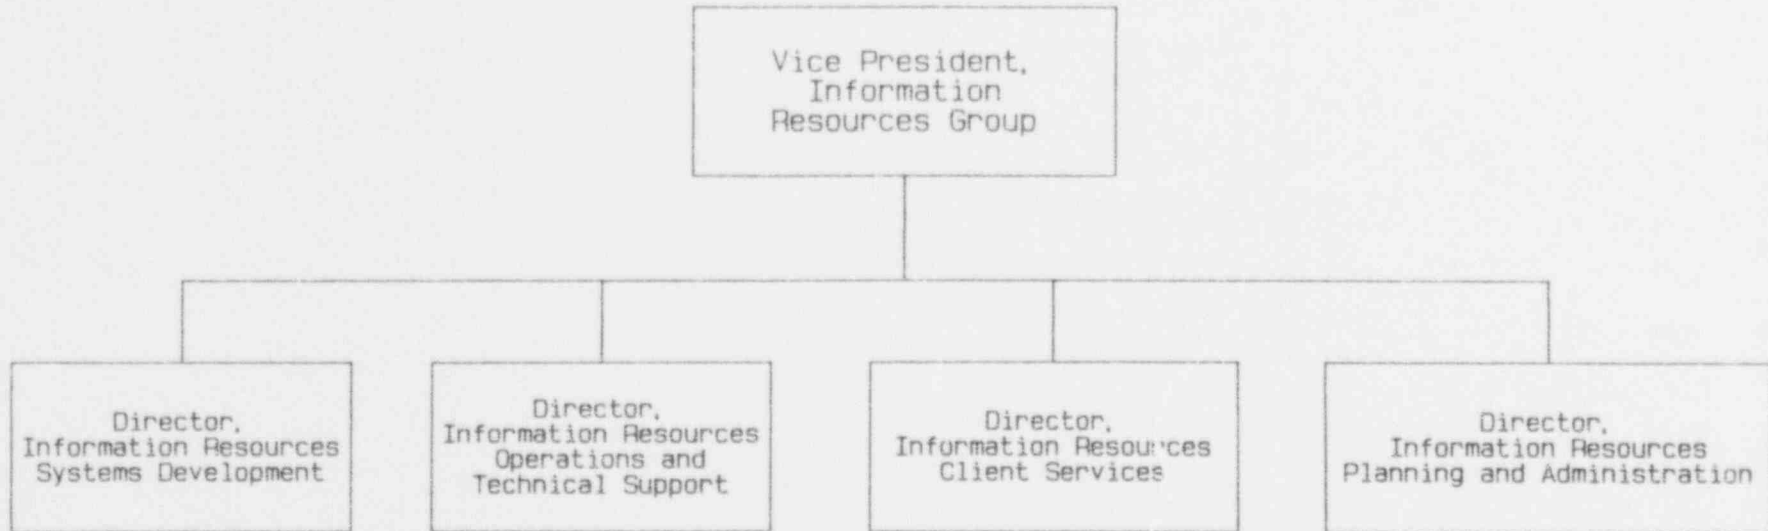 Vice President,
Information
Resources Group
Director,
Information Resources
Systems Development
Director,
Information Resources
Operations and
Technical Support
Director,
Information Resources
Client Services
Director,
Information Resources
Planning and Administration